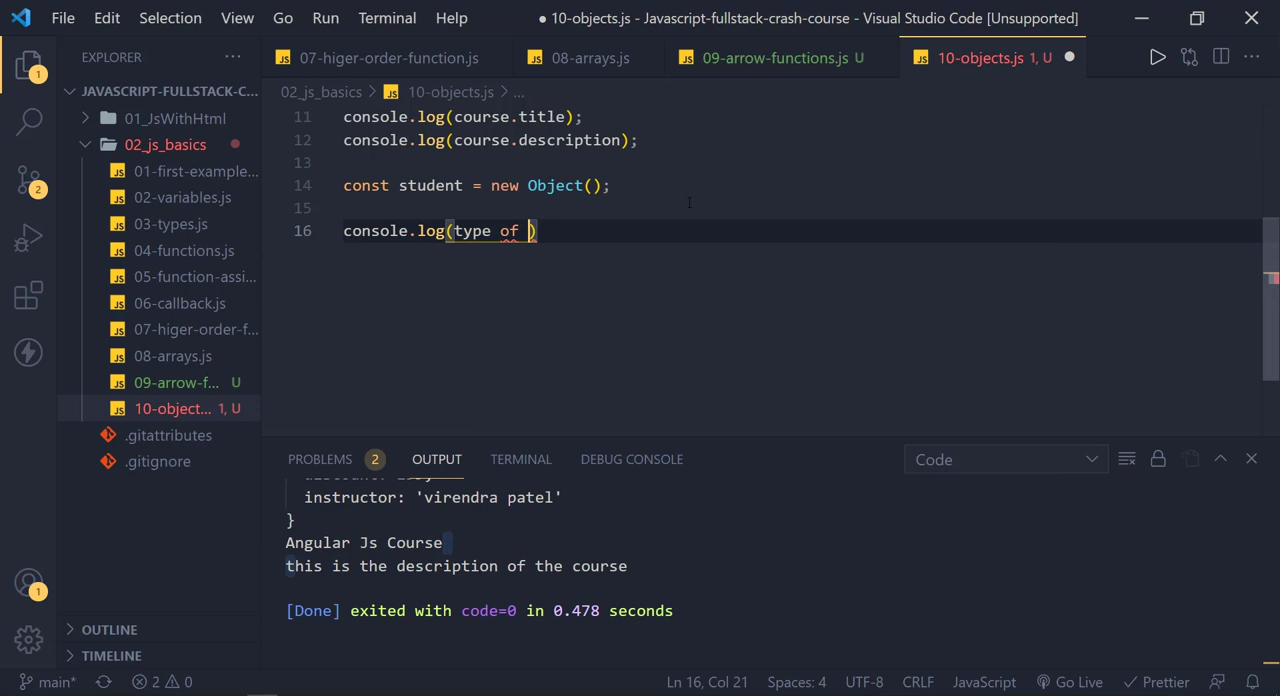 File Edit Selection View Go Run Terminal Help
● 10-objects.js - Javascript-fullstack-crash-course - Visual Studio Code [Unsupported]
EXPLORER
JS 07-higer-order-function.js
JS 08-arrays.js
JS 09-arrow-functions.js U
JS 10-objects.js 1, U
JAVASCRIPT-FULLSTACK-C...
01_JsWithHtml
02_js_basics
JS 01-first-example...
JS 02-variables.js
JS 03-types.js
JS 04-functions.js
JS 05-function-assi...
JS 06-callback.js
JS 07-higer-order-f...
JS 08-arrays.js
JS 09-arrow-f... U
JS 10-object... 1, U
.gitattributes
.gitignore
OUTLINE
TIMELINE
1
2
1
02_js_basics > JS 10-objects.js > ...
11 console.log(course.title);
12 console.log(course.description);
13
14 const student = new Object();
15
16 console.log(type of )
PROBLEMS 2 OUTPUT TERMINAL DEBUG CONSOLE
Code
instructor: 'virendra patel'
}
Angular Js Course
this is the description of the course
[Done] exited with code=0 in 0.478 seconds
main* 2 0
Ln 16, Col 21 Spaces: 4 UTF-8 CRLF JavaScript Go Live Prettier